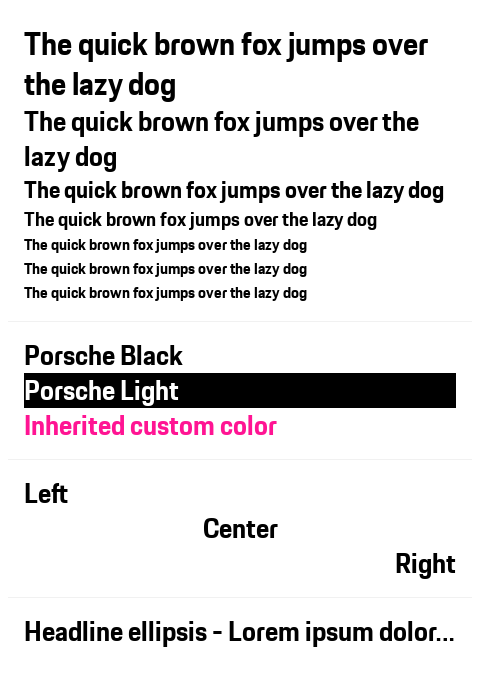 The quick brown fox jumps over
the lazy dog
The quick brown fox jumps over the
lazy dog
The quick brown fox jumps over the lazy dog
The quick brown fox jumps over the lazy dog
The quick brown fox jumps over the lazy dog
The quick brown fox jumps over the lazy dog
The quick brown fox jumps over the lazy dog
Porsche Black
Porsche Light
Inherited custom color
Left
Center
Right
Headline ellipsis - Lorem ipsum dolor...